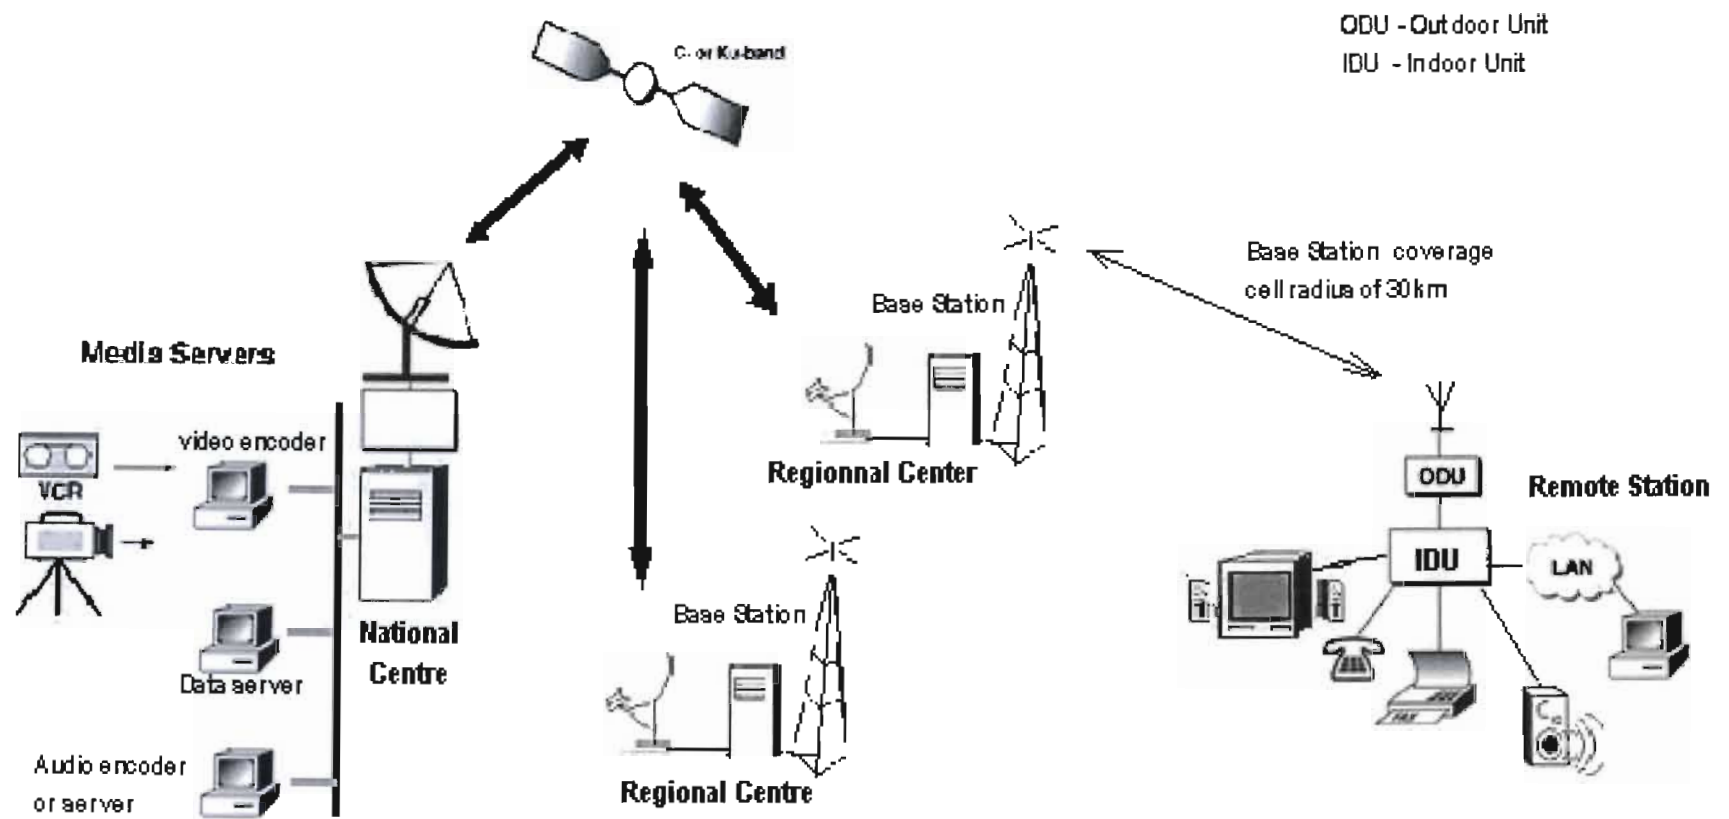 ODU - Outdoor Unit
IDU - Indoor Unit
C- or Ku-band
Base Station coverage
cell radius of 30km
Base Station
Media Servers
video encoder
VCR
Regionnal Center
ODU
Remote Station
IDU
LAN
National
Centre
Base Station
Data server
FAX
Audio encoder
or server
Regional Centre